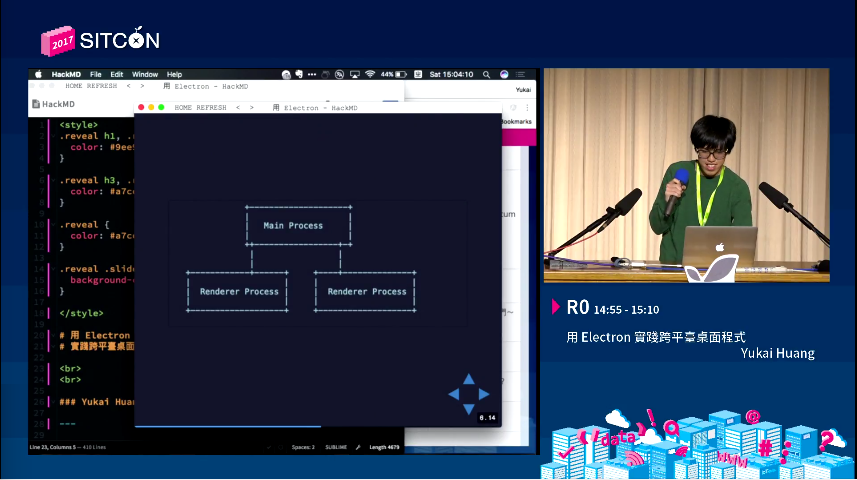 2017 SITCON
HackMD File Edit Window Help
44%
Sat 15:04:10
HOME REFRESH < > 用 Electron - HackMD
Yukai
HackMD
HOME REFRESH < > 用 Electron - HackMD
ookmarks
<style>
.reveal h1,
color: #9ee
}
.reveal h3,
color: #a7c
}
.reveal {
color: #a7c
}
.reveal .slid
background-
}
</style>
# 用 Electron
# 實踐跨平臺桌面
<br>
<br>
### Yukai Hua
---
Main Process
Renderer Process
Renderer Process
6.14
Line 23, Columns 5 — 410 Lines
Spaces: 2
SUBLIME
Length 4679
R0 14:55 - 15:10
用 Electron 實踐跨平臺桌面程式
Yukai Huang
data
!
@
www
#
?